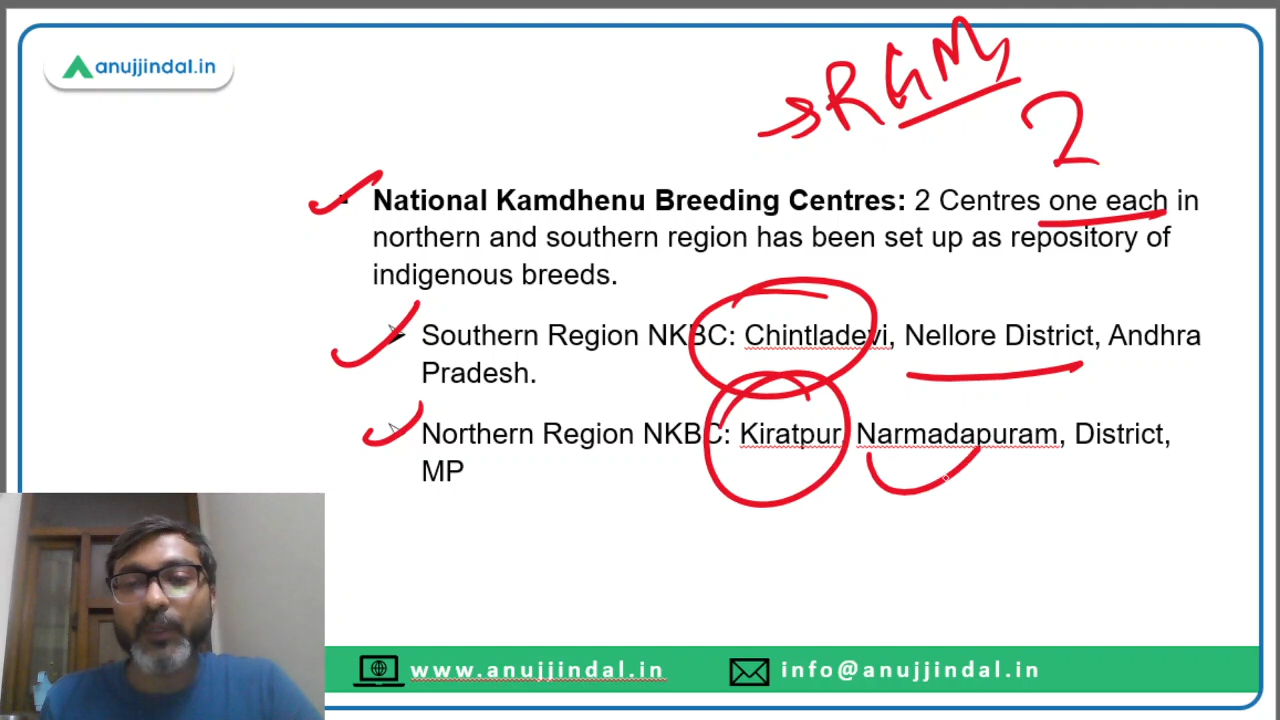 anujjindal.in
→ RGM,
2
National Kamdhenu Breeding Centres: 2 Centres one each in
northern and southern region has been set up as repository of
indigenous breeds.
Southern Region NKBC: Chintladevi, Nellore District, Andhra
Pradesh.
Northern Region NKBC: Kiratpur, Narmadapuram, District,
MP
www.anujjindal.in
info@anujjindal.in